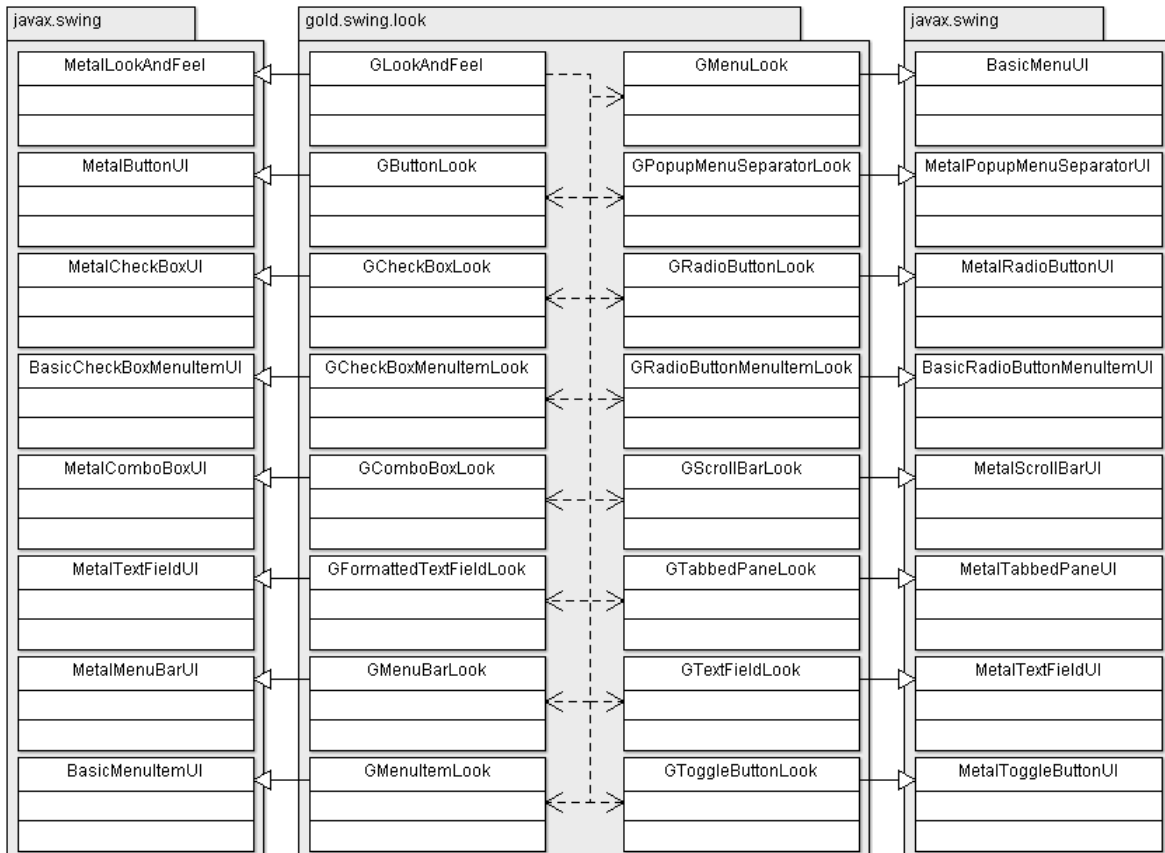 javax.swing
gold.swing.look
javax.swing
MetalLookAndFeel
GLookAndFeel
GMenuLook
BasicMenuUI
MetalButtonUI
GButtonLook
GPopupMenuSeparatorLook
MetalPopupMenuSeparatorUI
MetalCheckBoxUI
GCheckBoxLook
GRadioButtonLook
MetalRadioButtonUI
BasicCheckBoxMenuItemUI
GCheckBoxMenuItemLook
GRadioButtonMenuItemLook
BasicRadioButtonMenuItemUI
MetalComboBoxUI
GComboBoxLook
GScrollBarLook
MetalScrollBarUI
MetalTextFieldUI
GFormattedTextFieldLook
GTabbedPaneLook
MetalTabbedPaneUI
MetalMenuBarUI
GMenuBarLook
GTextFieldLook
MetalTextFieldUI
BasicMenuItemUI
GMenuItemLook
GToggleButtonLook
MetalToggleButtonUI